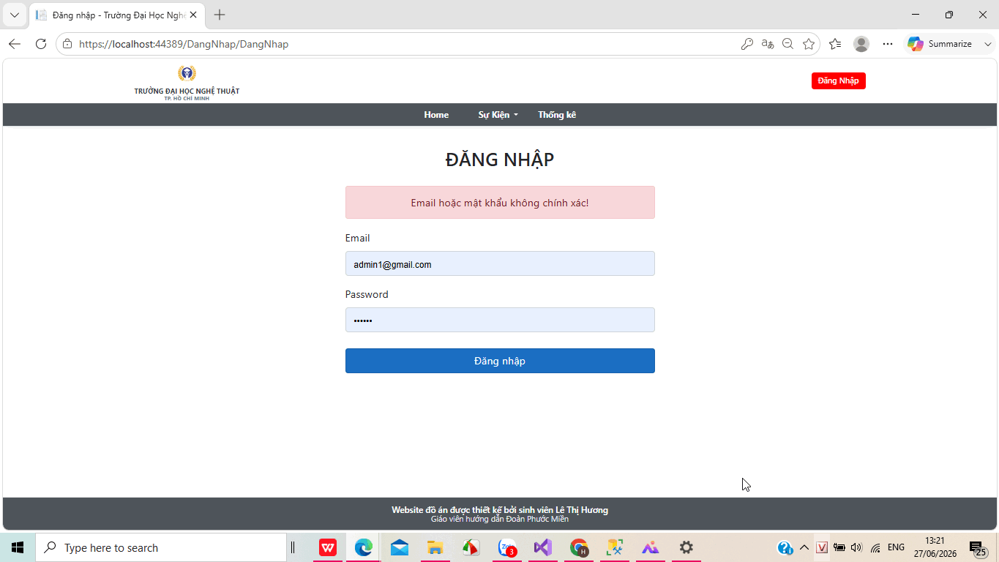 Đăng nhập - Trường Đại Học Nghệ
https://localhost:44389/DangNhap/DangNhap
Summarize
TRƯỜNG ĐẠI HỌC NGHỆ THUẬT
TP. HỒ CHÍ MINH
Đăng Nhập
Home
Sự Kiện
Thống kê
ĐĂNG NHẬP
Email hoặc mật khẩu không chính xác!
Email
admin1@gmail.com
Password
••••••
Đăng nhập
Website đồ án được thiết kế bởi sinh viên Lê Thị Hương
Giáo viên hướng dẫn Đoàn Phước Miền
Type here to search
3
H
ENG
13:21
27/06/2026
25